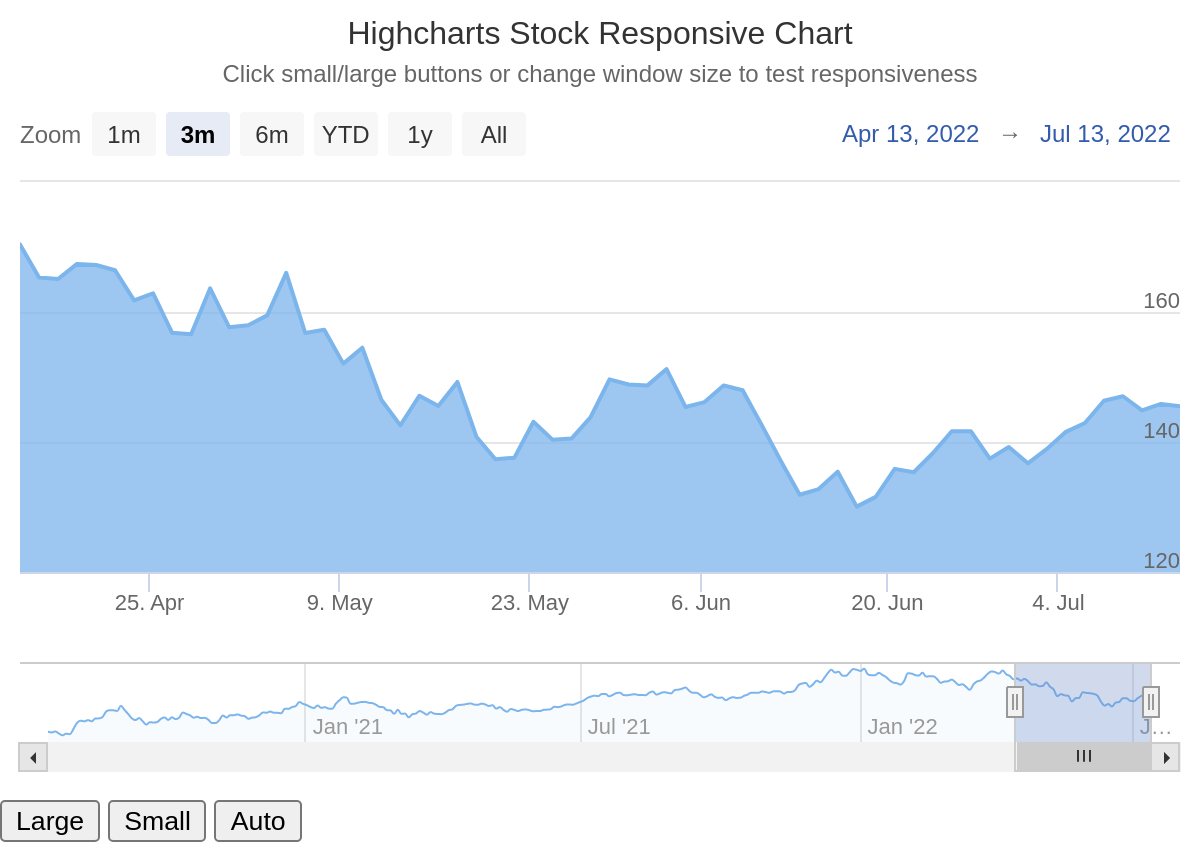 Highcharts Stock Responsive Chart
Click small/large buttons or change window size to test responsiveness
Zoom 1m 3m 6m YTD 1y All Apr 13, 2022 → Jul 13, 2022
160
140
120
25. Apr 9. May 23. May 6. Jun 20. Jun 4. Jul
Jan '21 Jul '21 Jan '22 J…
Large Small Auto